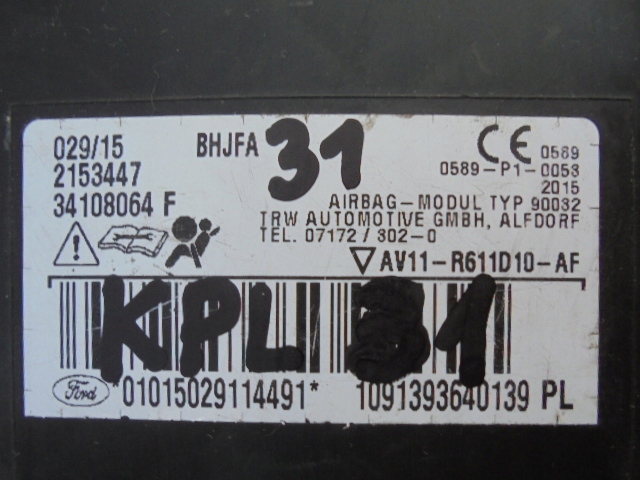 029/15 BHJFA 31 CE 0589
2153447 0589-P1-0053
34108064 F 2015
AIRBAG-MODUL TYP 90032
TRW AUTOMOTIVE GMBH, ALFDORF
TEL. 07172/302-0
AV11-R611D10-AF
KPL 31
Ford *01015029114491* 1091393640139 PL